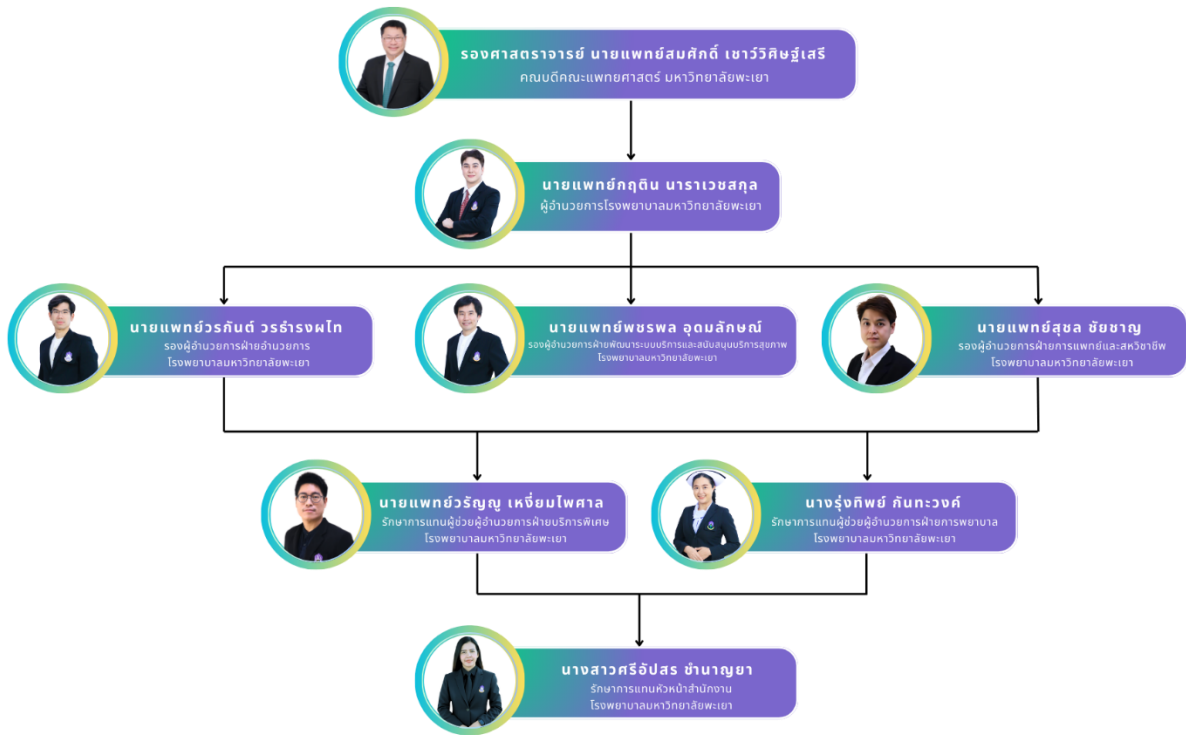 รองศาสตราจารย์ นายแพทย์สมศักดิ์ เชาว์วิศิษฐ์เสรี
คณบดีคณะแพทยศาสตร์ มหาวิทยาลัยพะเยา
นายแพทย์กฤติน นาราเวชสกุล
ผู้อำนวยการโรงพยาบาลมหาวิทยาลัยพะเยา
นายแพทย์วรกันต์ วรธำรงผไท
รองผู้อำนวยการฝ่ายอำนวยการ
โรงพยาบาลมหาวิทยาลัยพะเยา
นายแพทย์พชรพล อุดมลักษณ์
รองผู้อำนวยการฝ่ายพัฒนาระบบบริการและสนับสนุนบริการสุขภาพ
โรงพยาบาลมหาวิทยาลัยพะเยา
นายแพทย์สุชล ชัยชาญ
รองผู้อำนวยการฝ่ายการแพทย์และสหวิชาชีพ
โรงพยาบาลมหาวิทยาลัยพะเยา
นายแพทย์วรัญญู เหงี่ยมไพศาล
รักษาการแทนผู้ช่วยผู้อำนวยการฝ่ายบริการพิเศษ
โรงพยาบาลมหาวิทยาลัยพะเยา
นางรุ่งทิพย์ กันทะวงค์
รักษาการแทนผู้ช่วยผู้อำนวยการฝ่ายการพยาบาล
โรงพยาบาลมหาวิทยาลัยพะเยา
นางสาวศรีอัปสร ชำนาญยา
รักษาการแทนหัวหน้าสำนักงาน
โรงพยาบาลมหาวิทยาลัยพะเยา